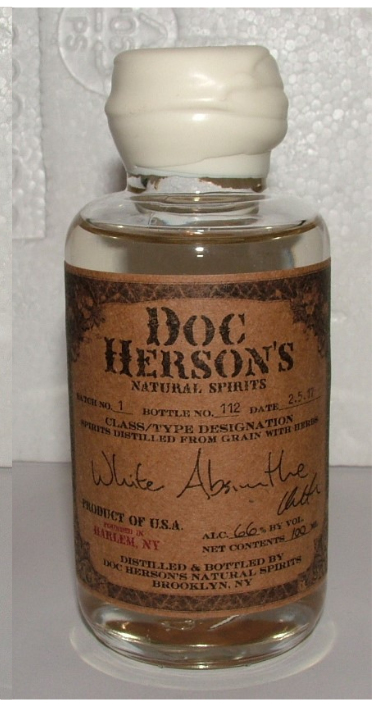 DOC
HERSON'S
NATURAL SPIRITS
BATCH NO. 1 BOTTLE NO. 112 DATE 2.5.12
CLASS/TYPE DESIGNATION
SPIRITS DISTILLED FROM GRAIN WITH HERBS
White Absinthe
PRODUCT OF U.S.A.
HARLEM, NY
ALC. 66 % BY VOL.
NET CONTENTS 100 ML
DISTILLED & BOTTLED BY
DOC HERSON'S NATURAL SPIRITS
BROOKLYN, NY